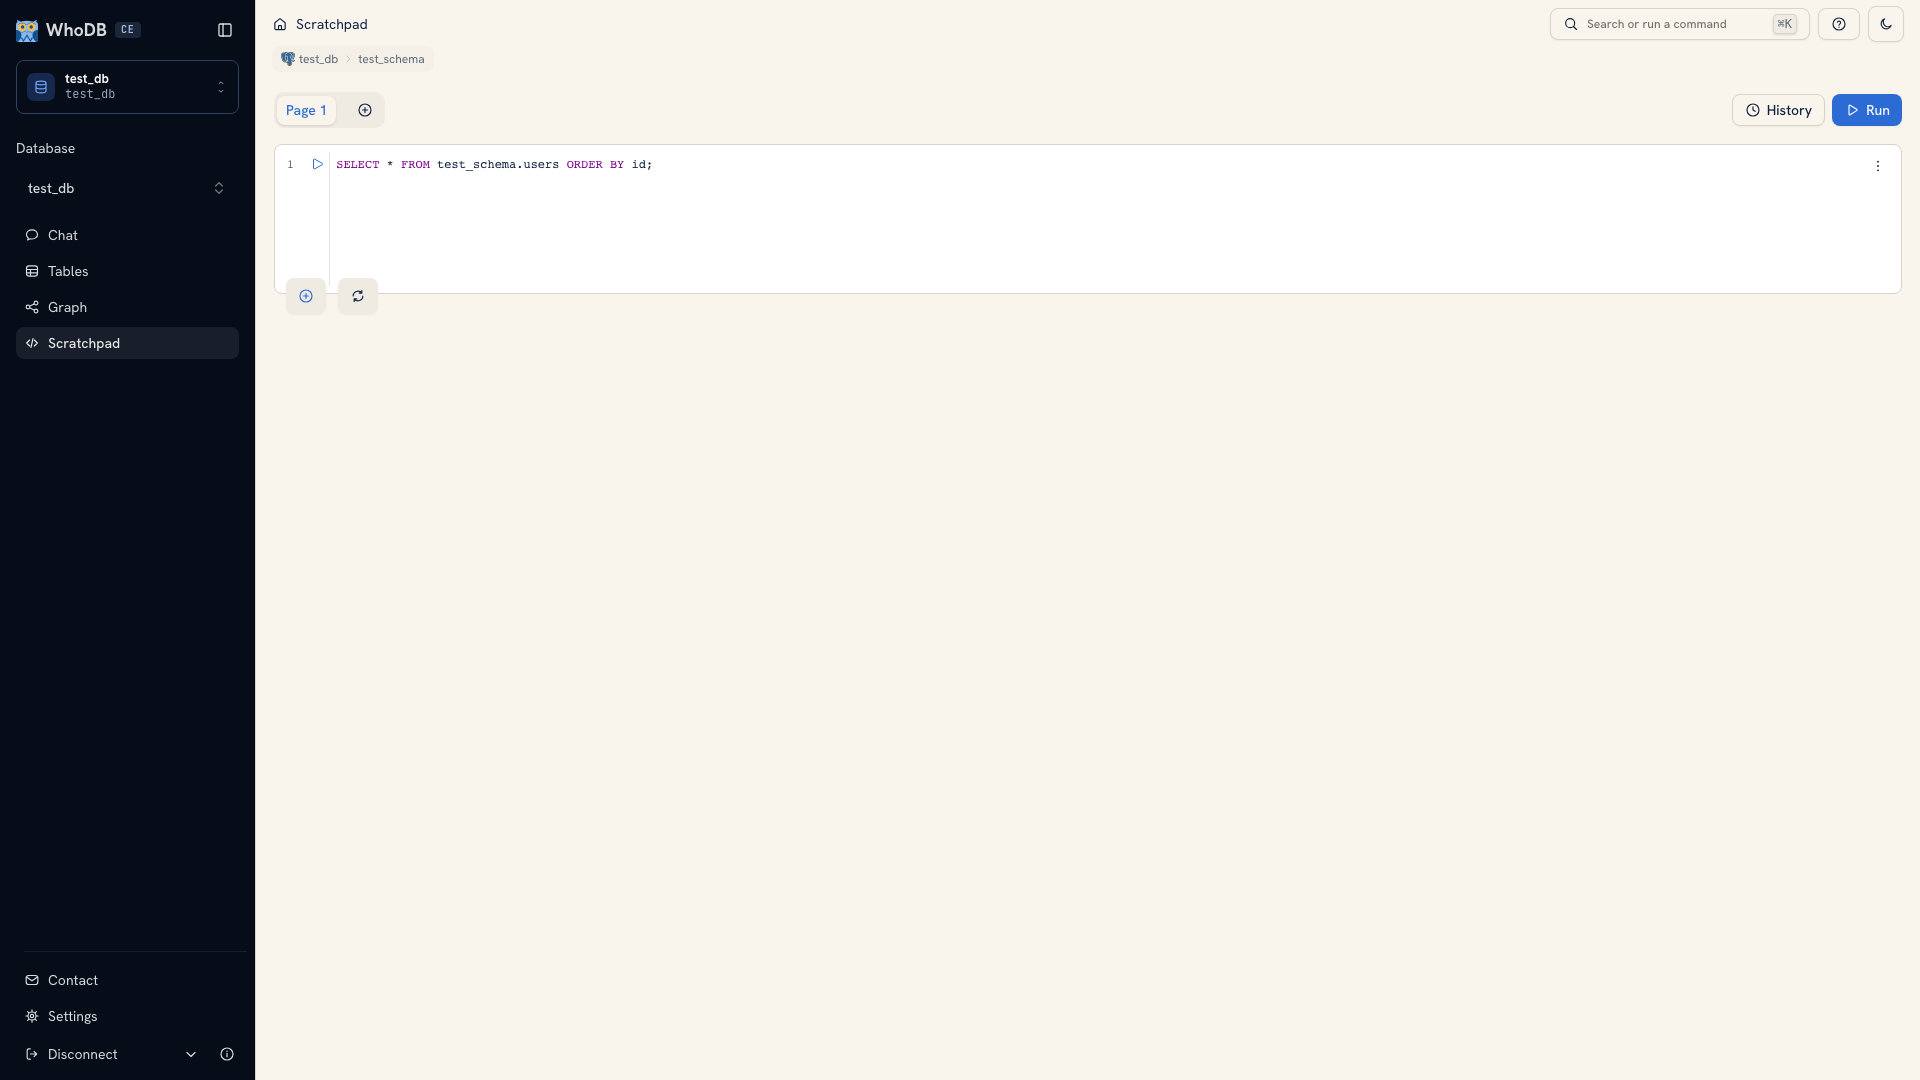 WhoDB CE
test_db
test_db
Database
test_db
Chat
Tables
Graph
Scratchpad
Contact
Settings
Disconnect
Scratchpad
Search or run a command ⌘K
test_db > test_schema
Page 1
History
Run
1 SELECT * FROM test_schema.users ORDER BY id;